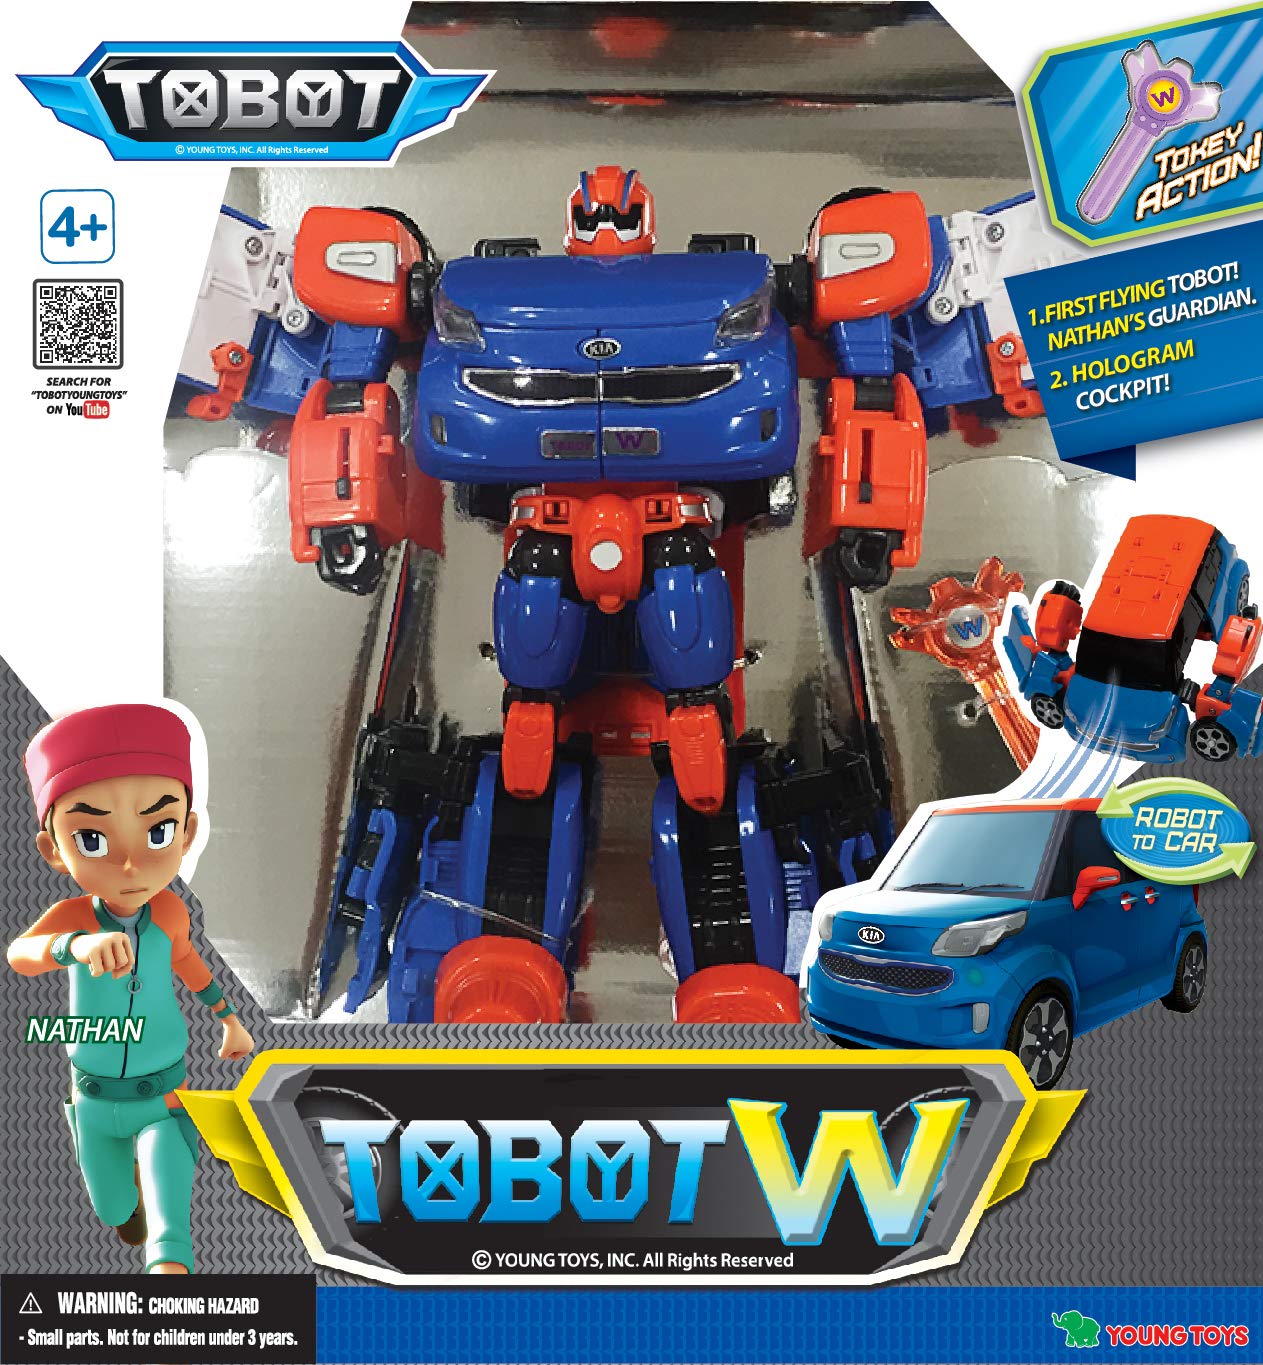 TOBOT
© YOUNG TOYS, INC. All Rights Reserved
4+
SEARCH FOR
"TOBOTYOUNGTOYS"
ON YouTube
W
TOKEY
ACTION!
1.FIRST FLYING TOBOT!
NATHAN'S GUARDIAN.
2. HOLOGRAM
COCKPIT!
KIA
TOBOT W
W
ROBOT
TO CAR
KIA
NATHAN
TOBOT W
© YOUNG TOYS, INC. All Rights Reserved
WARNING: CHOKING HAZARD
- Small parts. Not for children under 3 years.
YOUNG TOYS